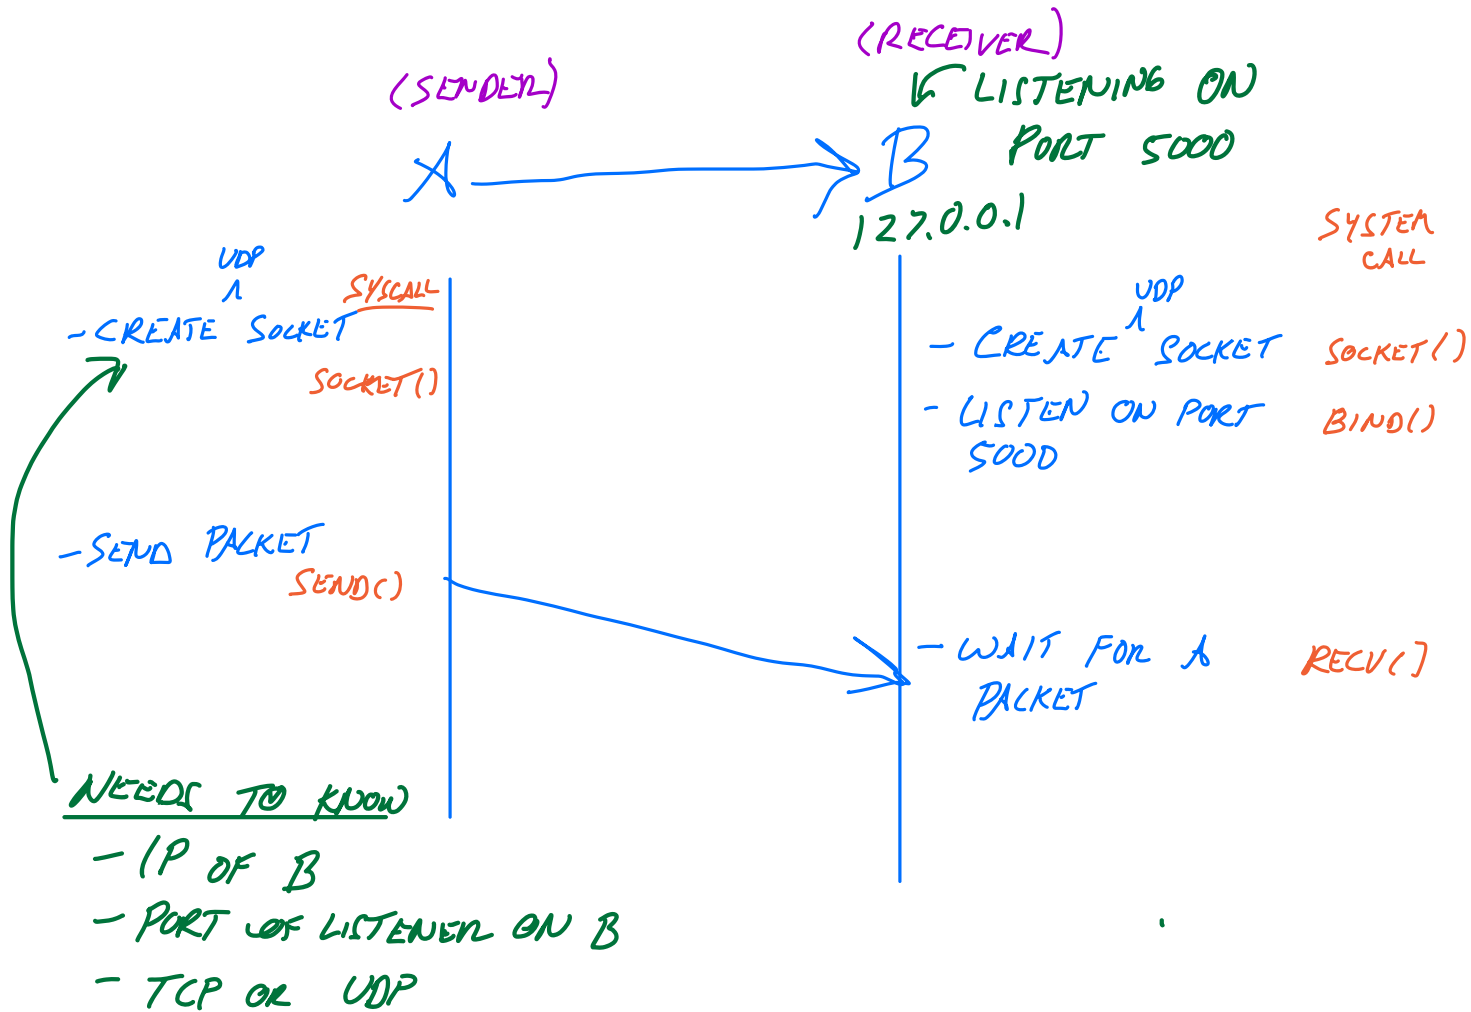 (RECEIVER)
(SENDER)
LISTENING ON
PORT 5000
A
B
127.0.0.1
SYSTEM
CALL
UDP
SYSCALL
- CREATE SOCKET
SOCKET()
UDP
- CREATE SOCKET SOCKET()
- LISTEN ON PORT BIND()
5000
- SEND PACKET
SEND()
- WAIT FOR A RECV()
PACKET
NEEDS TO KNOW
- IP OF B
- PORT OF LISTENER ON B
- TCP OR UDP